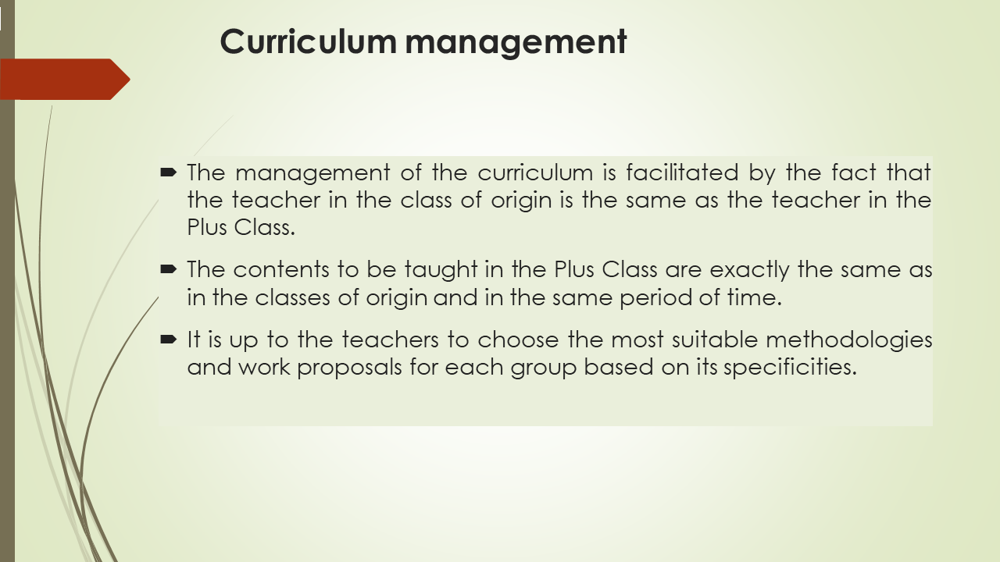 Curriculum management
The management of the curriculum is facilitated by the fact that
the teacher in the class of origin is the same as the teacher in the
Plus Class.
The contents to be taught in the Plus Class are exactly the same as
in the classes of origin and in the same period of time.
It is up to the teachers to choose the most suitable methodologies
and work proposals for each group based on its specificities.